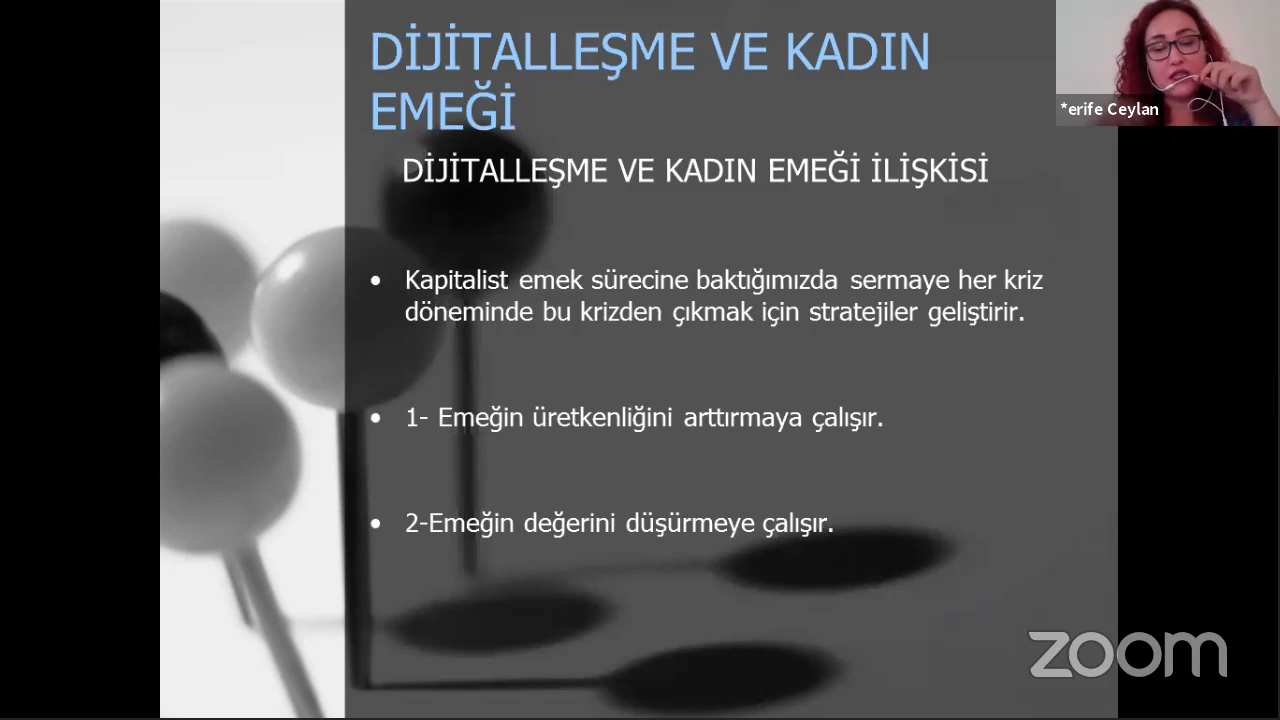 DİJİTALLEŞME VE KADIN
EMEĞİ
DİJİTALLEŞME VE KADIN EMEĞİ İLİŞKİSİ
*erife Ceylan
• Kapitalist emek sürecine baktığımızda sermaye her kriz
döneminde bu krizden çıkmak için stratejiler geliştirir.
• 1- Emeğin üretkenliğini arttırmaya çalışır.
• 2-Emeğin değerini düşürmeye çalışır.
zoom